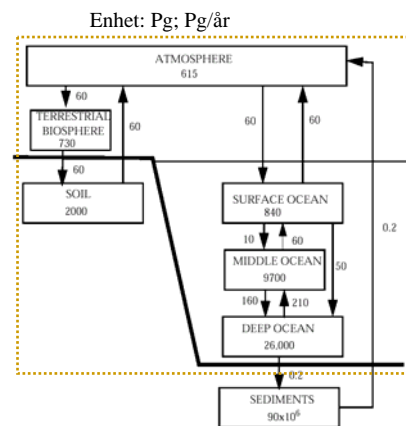 Enhet: Pg; Pg/år
ATMOSPHERE
615
60
60
60
60
TERRESTRIAL
BIOSPHERE
730
60
SOIL
2000
SURFACE OCEAN
840
0.2
10
60
50
MIDDLE OCEAN
9700
160
210
DEEP OCEAN
26,000
0.2
SEDIMENTS
90x10⁶